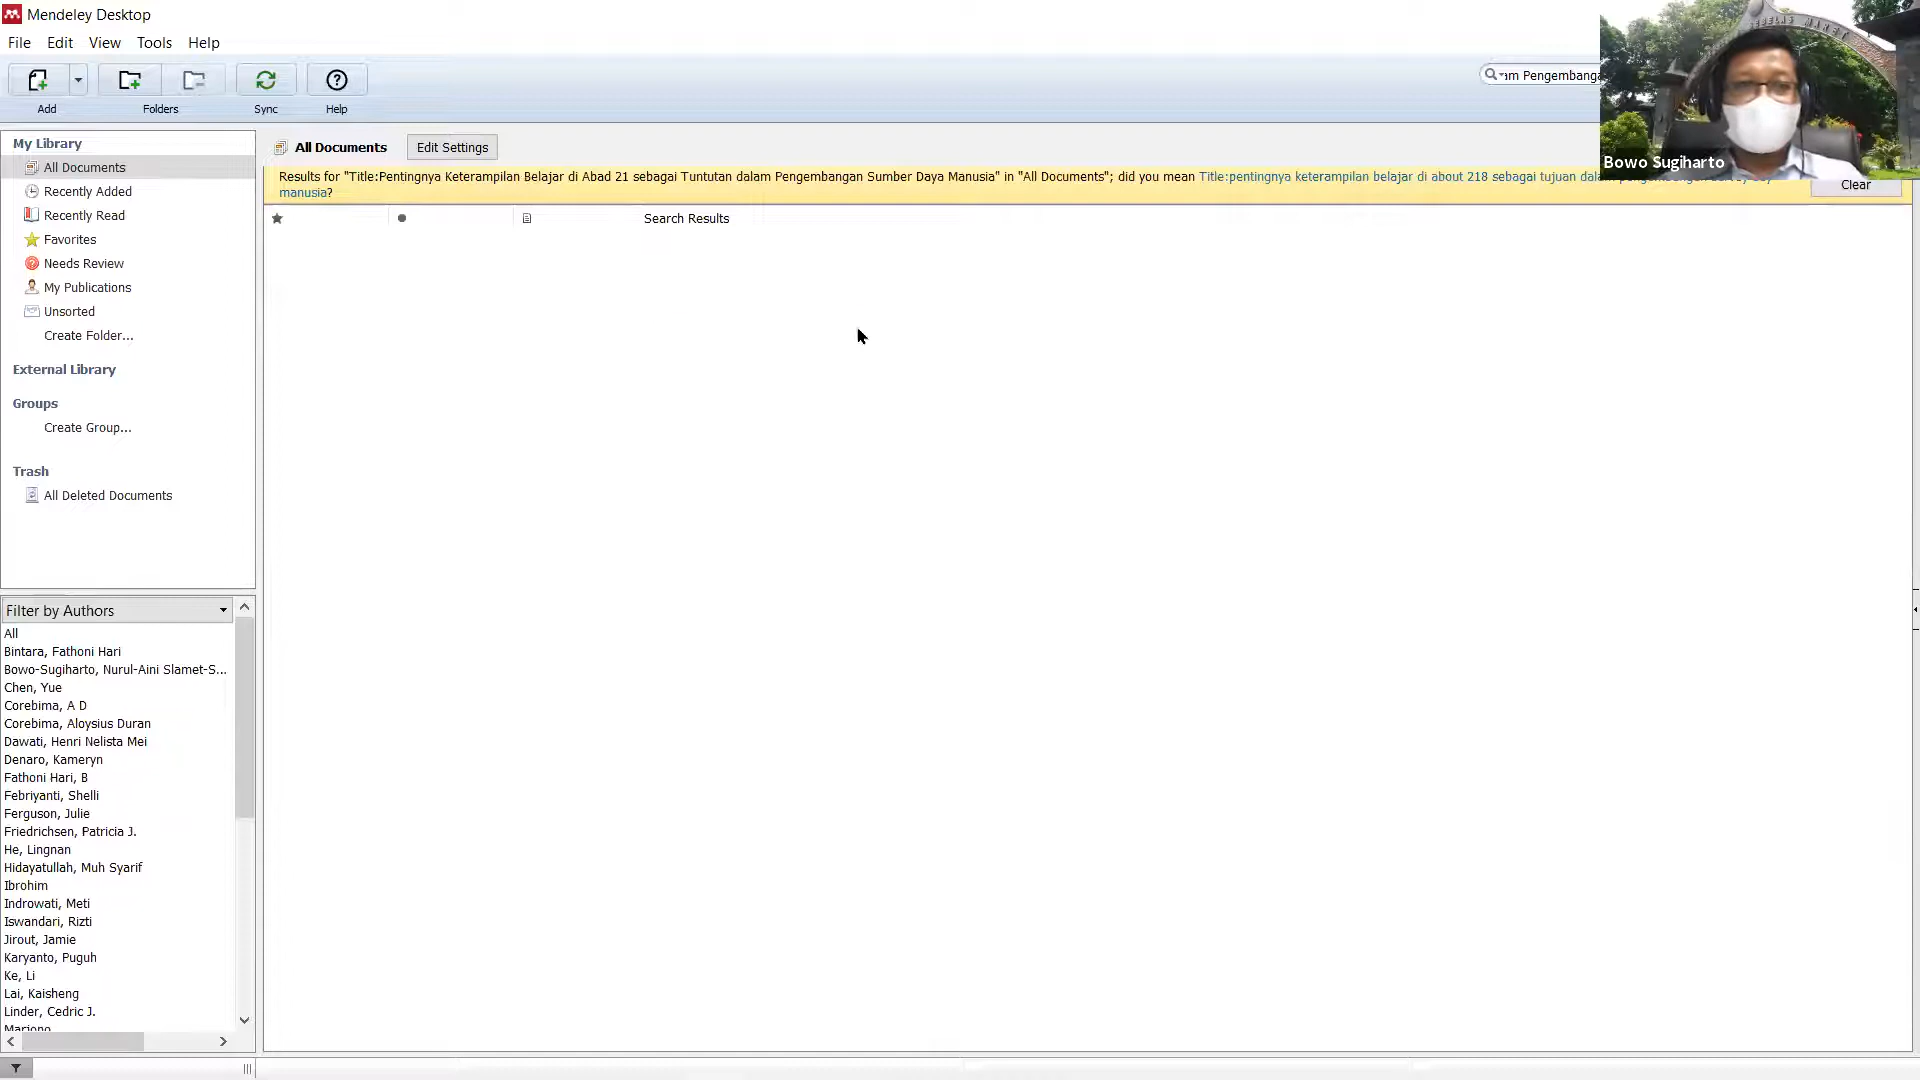 Mendeley Desktop
File Edit View Tools Help
Add Folders Sync Help
am Pengembanga
SEBELAS MARET
Bowo Sugiharto
My Library
All Documents
Recently Added
Recently Read
Favorites
Needs Review
My Publications
Unsorted
Create Folder...
External Library
Groups
Create Group...
Trash
All Deleted Documents
All Documents Edit Settings
Results for "Title:Pentingnya Keterampilan Belajar di Abad 21 sebagai Tuntutan dalam Pengembangan Sumber Daya Manusia" in "All Documents"; did you mean Title:pentingnya keterampilan belajar di about 218 sebagai tujuan
manusia?
Clear
Search Results
Filter by Authors
All
Bintara, Fathoni Hari
Bowo-Sugiharto, Nurul-Aini Slamet-S...
Chen, Yue
Corebima, A D
Corebima, Aloysius Duran
Dawati, Henri Nelista Mei
Denaro, Kameryn
Fathoni Hari, B
Febriyanti, Shelli
Ferguson, Julie
Friedrichsen, Patricia J.
He, Lingnan
Hidayatullah, Muh Syarif
Ibrohim
Indrowati, Meti
Iswandari, Rizti
Jirout, Jamie
Karyanto, Puguh
Ke, Li
Lai, Kaisheng
Linder, Cedric J.
Mariono